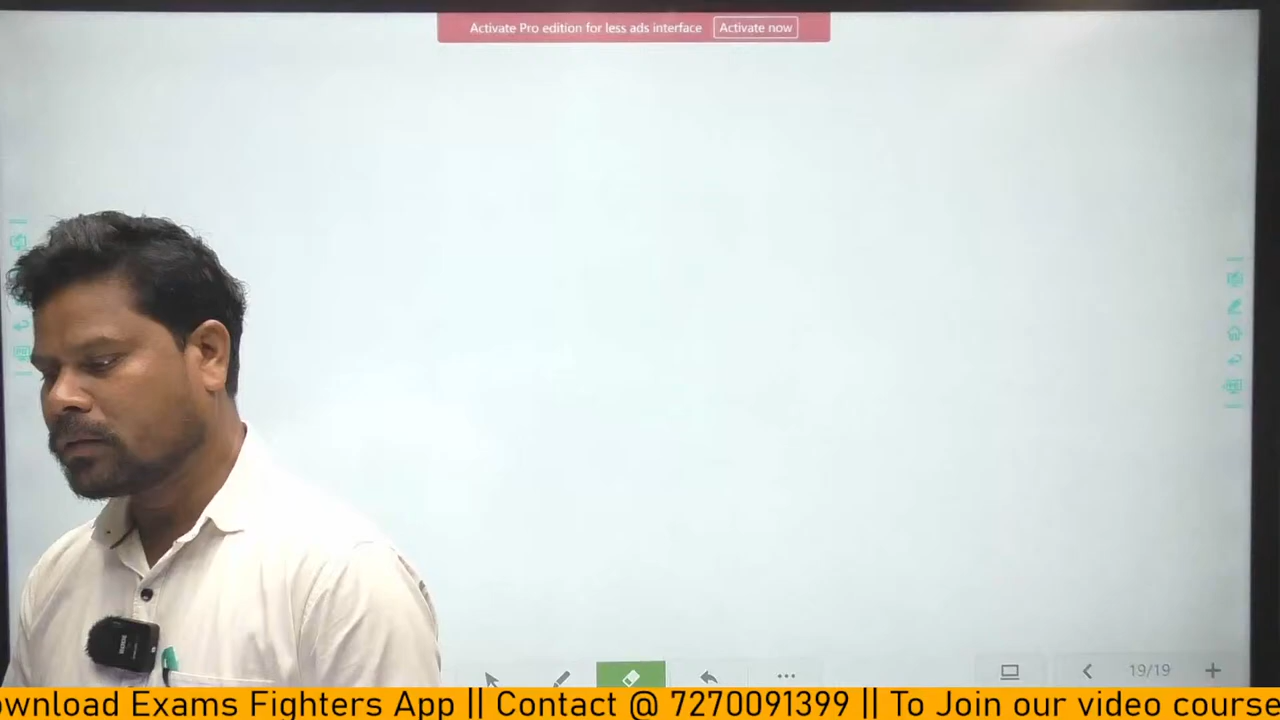 Activate Pro edition for less ads interface Activate now
19/19
ownload Exams Fighters App || Contact @ 7270091399 || To Join our video course